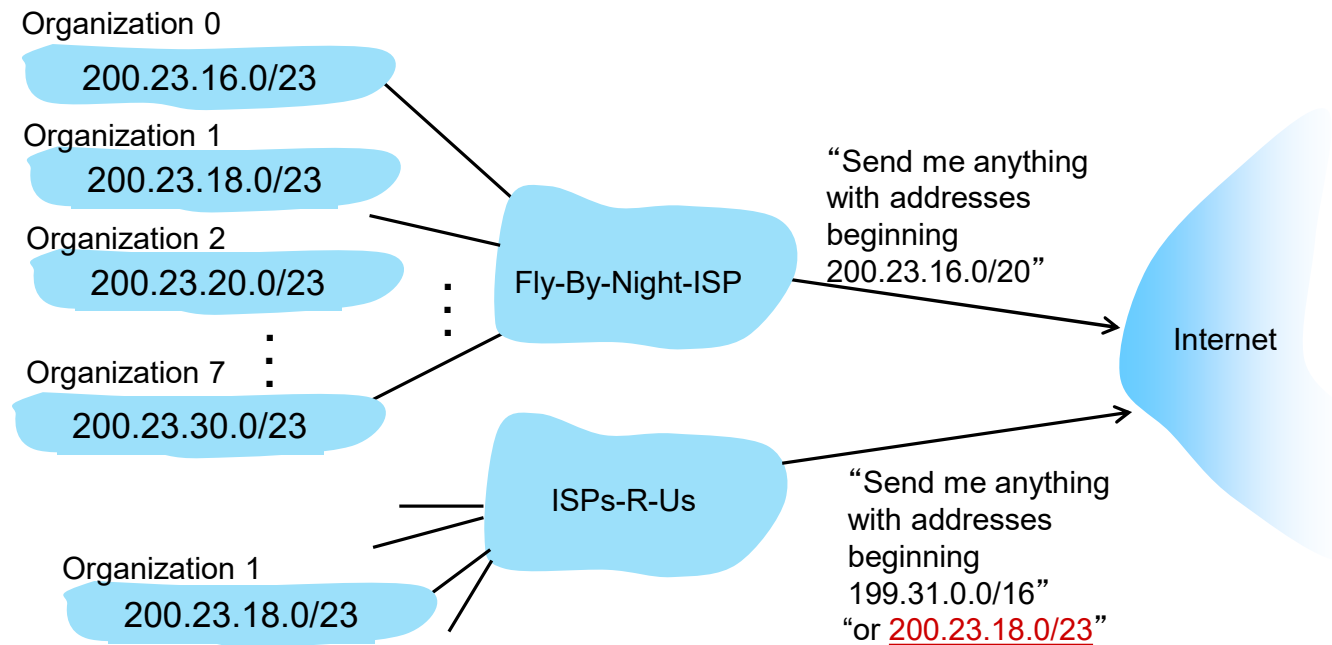 Organization 0
200.23.16.0/23
Organization 1
200.23.18.0/23
Organization 2
200.23.20.0/23
Organization 7
200.23.30.0/23
Fly-By-Night-ISP
“Send me anything
with addresses
beginning
200.23.16.0/20”
Internet
ISPs-R-Us
Organization 1
200.23.18.0/23
“Send me anything
with addresses
beginning
199.31.0.0/16”
“or 200.23.18.0/23”